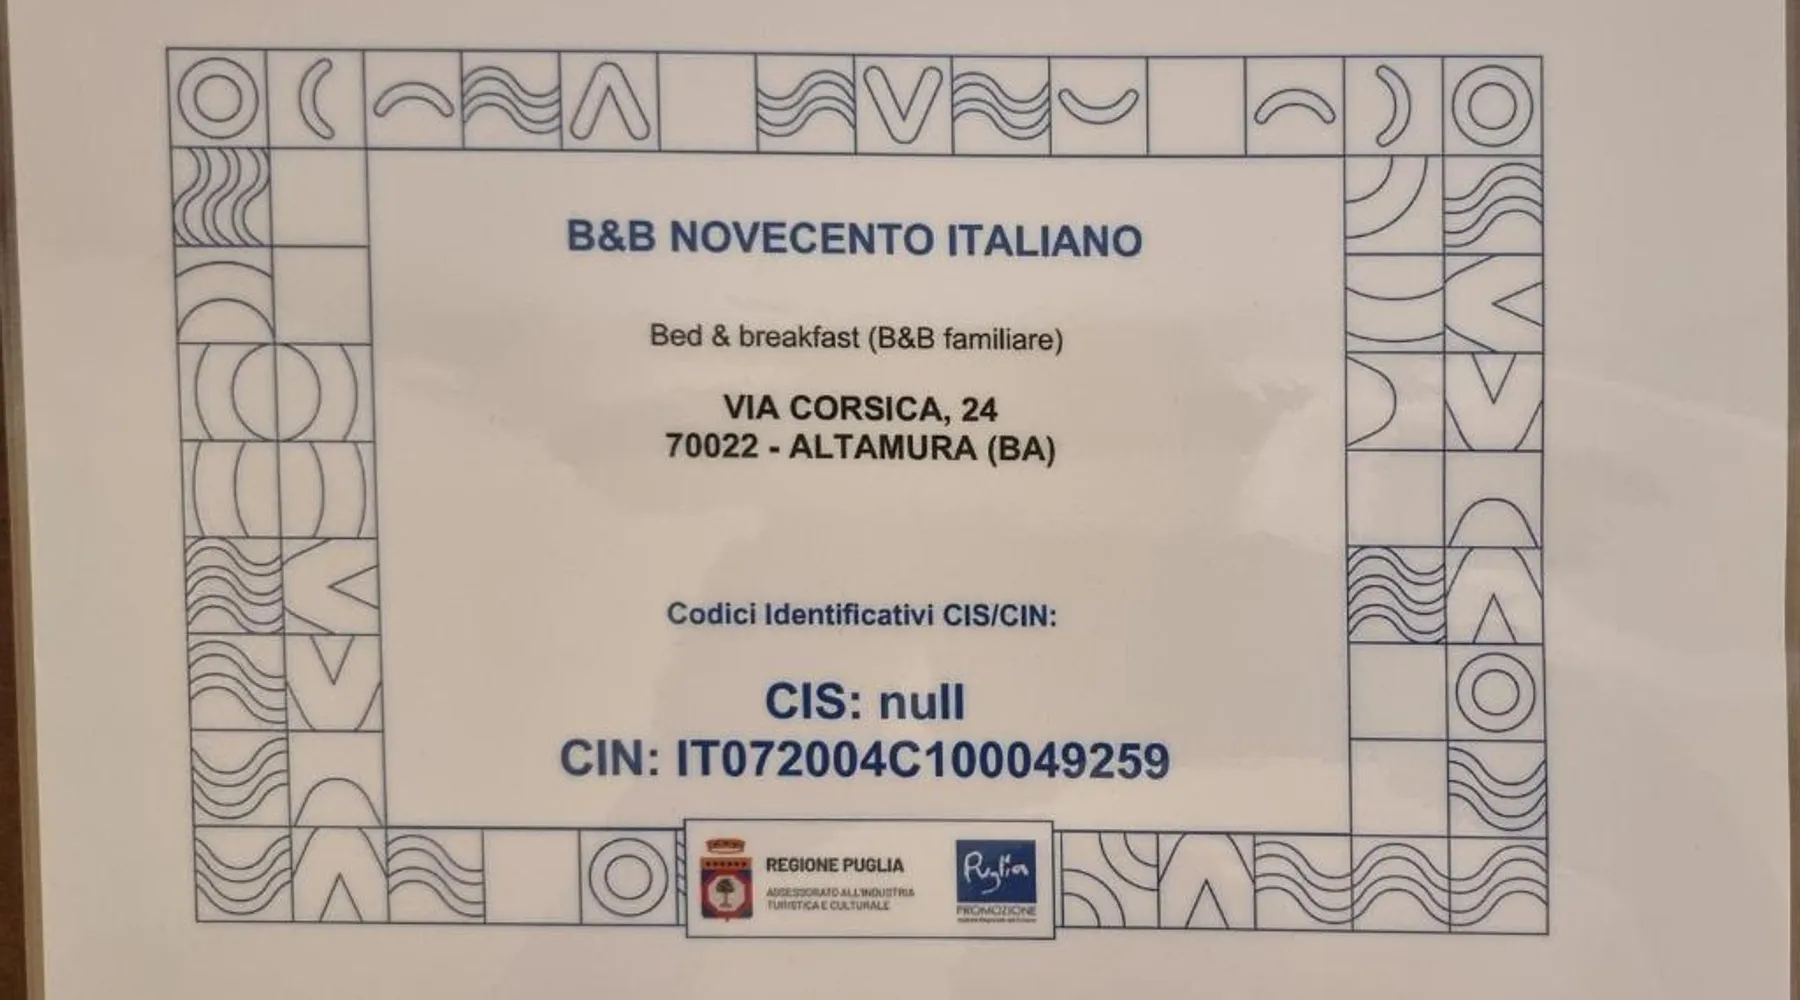 B&B NOVECENTO ITALIANO
Bed & breakfast (B&B familiare)
VIA CORSICA, 24
70022 - ALTAMURA (BA)
Codici Identificativi CIS/CIN:
CIS: null
CIN: IT072004C100049259
REGIONE PUGLIA
ASSESSORATO ALL'INDUSTRIA
TURISTICA E CULTURALE
Puglia
PROMOZIONE